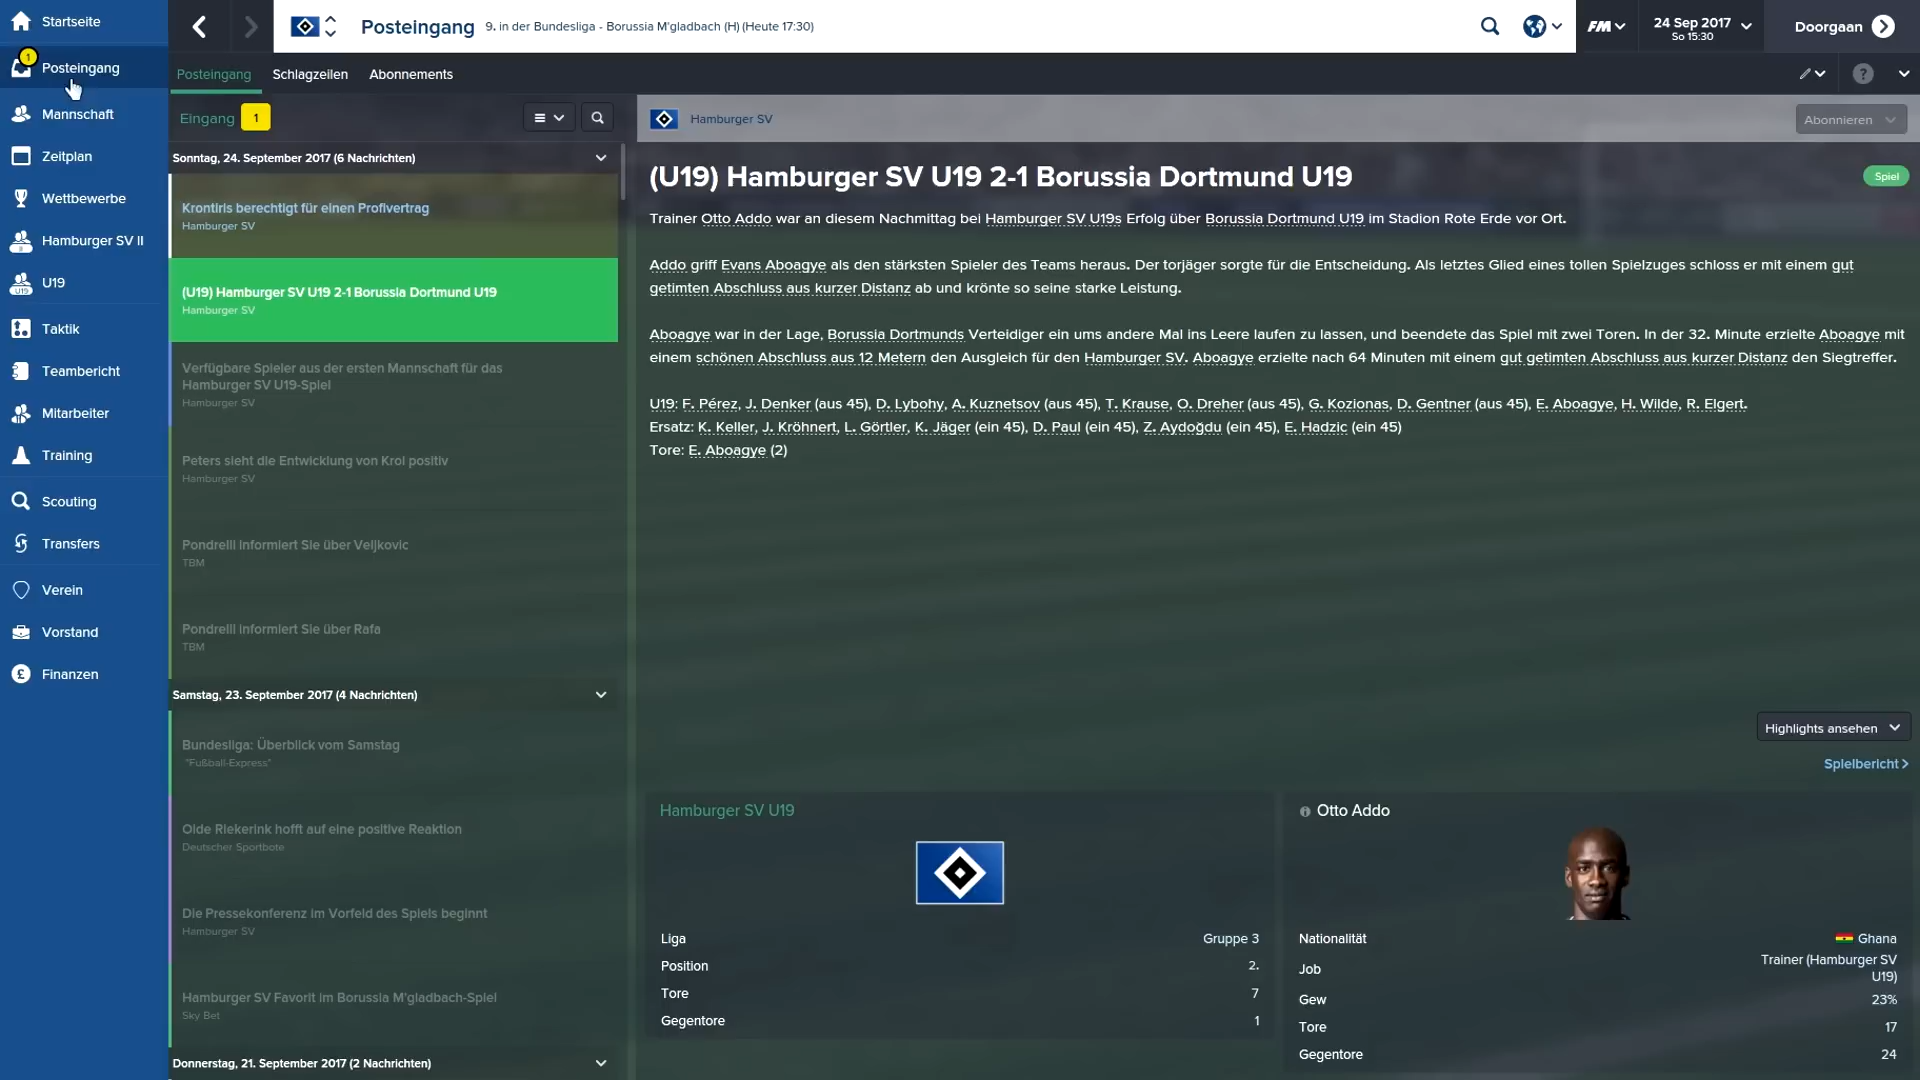 Startseite
Posteingang
1
Mannschaft
Zeitplan
Wettbewerbe
Hamburger SV II
U19
Taktik
Teambericht
Mitarbeiter
Training
Scouting
Transfers
Verein
Vorstand
Finanzen
Posteingang
9. in der Bundesliga - Borussia M'gladbach (H) (Heute 17:30)
FM
24 Sep 2017
So 15:30
Doorgaan
Posteingang Schlagzeilen Abonnements
?
Eingang 1
Sonntag, 24. September 2017 (6 Nachrichten)
Krontiris berechtigt für einen Profivertrag
Hamburger SV
(U19) Hamburger SV U19 2-1 Borussia Dortmund U19
Hamburger SV
Verfügbare Spieler aus der ersten Mannschaft für das
Hamburger SV U19-Spiel
Hamburger SV
Peters sieht die Entwicklung von Krol positiv
Hamburger SV
Pondrelli informiert Sie über Veljkovic
TBM
Pondrelli informiert Sie über Rafa
TBM
Samstag, 23. September 2017 (4 Nachrichten)
Bundesliga: Überblick vom Samstag
"Fußball-Express"
Olde Riekerink hofft auf eine positive Reaktion
Deutscher Sportbote
Die Pressekonferenz im Vorfeld des Spiels beginnt
Hamburger SV
Hamburger SV Favorit im Borussia M'gladbach-Spiel
Sky Bet
Donnerstag, 21. September 2017 (2 Nachrichten)
Hamburger SV
Abonnieren
(U19) Hamburger SV U19 2-1 Borussia Dortmund U19
Spiel
Trainer Otto Addo war an diesem Nachmittag bei Hamburger SV U19s Erfolg über Borussia Dortmund U19 im Stadion Rote Erde vor Ort.
Addo griff Evans Aboagye als den stärksten Spieler des Teams heraus. Der torjäger sorgte für die Entscheidung. Als letztes Glied eines tollen Spielzuges schloss er mit einem gut
getimten Abschluss aus kurzer Distanz ab und krönte so seine starke Leistung.
Aboagye war in der Lage, Borussia Dortmunds Verteidiger ein ums andere Mal ins Leere laufen zu lassen, und beendete das Spiel mit zwei Toren. In der 32. Minute erzielte Aboagye mit
einem schönen Abschluss aus 12 Metern den Ausgleich für den Hamburger SV. Aboagye erzielte nach 64 Minuten mit einem gut getimten Abschluss aus kurzer Distanz den Siegtreffer.
U19: F. Pérez, J. Denker (aus 45), D. Lybohy, A. Kuznetsov (aus 45), T. Krause, O. Dreher (aus 45), G. Kozionas, D. Gentner (aus 45), E. Aboagye, H. Wilde, R. Elgert.
Ersatz: K. Keller, J. Kröhnert, L. Görtler, K. Jäger (ein 45), D. Paul (ein 45), Z. Aydoğdu (ein 45), E. Hadzic (ein 45)
Tore: E. Aboagye (2)
Highlights ansehen
Spielbericht
Hamburger SV U19
Liga Gruppe 3
Position 2.
Tore 7
Gegentore 1
Otto Addo
Nationalität Ghana
Job Trainer (Hamburger SV
U19)
Gew 23%
Tore 17
Gegentore 24